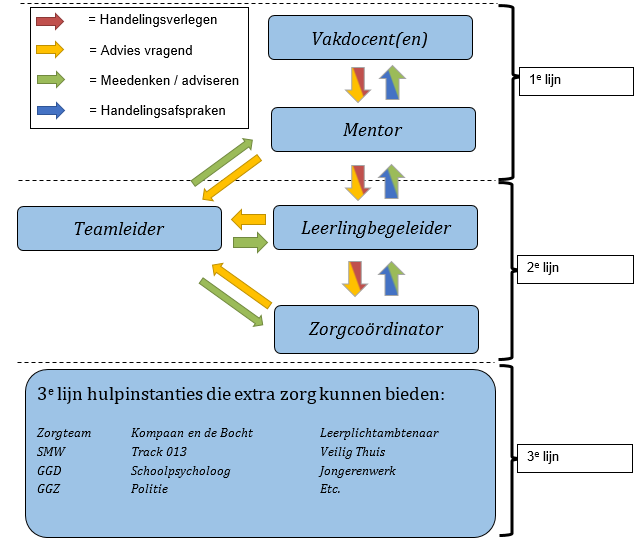 = Handelingsverlegen
= Advies vragend
= Meedenken / adviseren
= Handelingsafspraken
Vakdocent(en)
1e lijn
Mentor
Teamleider
Leerlingbegeleider
2e lijn
Zorgcoördinator
3e lijn hulpinstanties die extra zorg kunnen bieden:
Zorgteam Kompaan en de Bocht Leerplichtambtenaar
SMW Track 013 Veilig Thuis
GGD Schoolpsycholoog Jongerenwerk
GGZ Politie Etc.
3e lijn